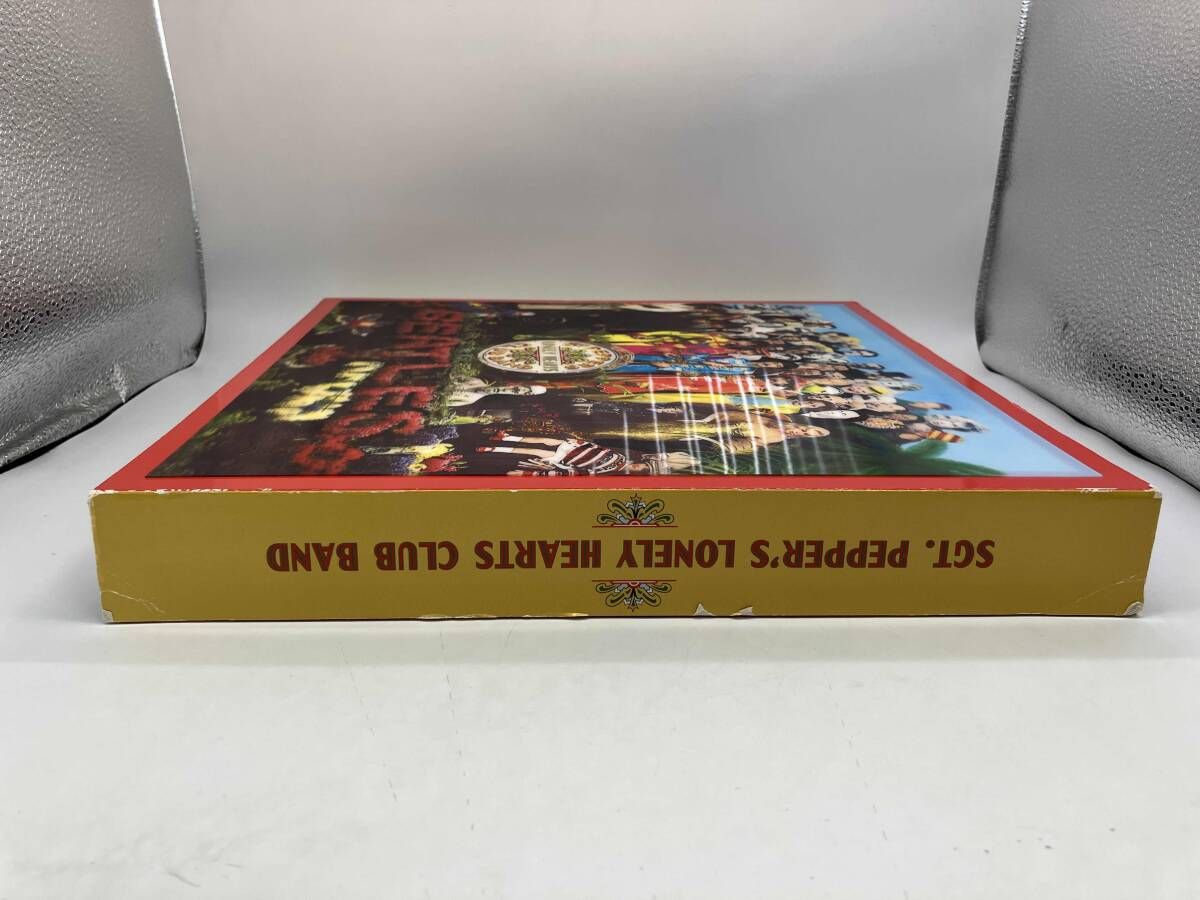 SGT. PEPPER'S LONELY HEARTS CLUB BAND
BEATLES